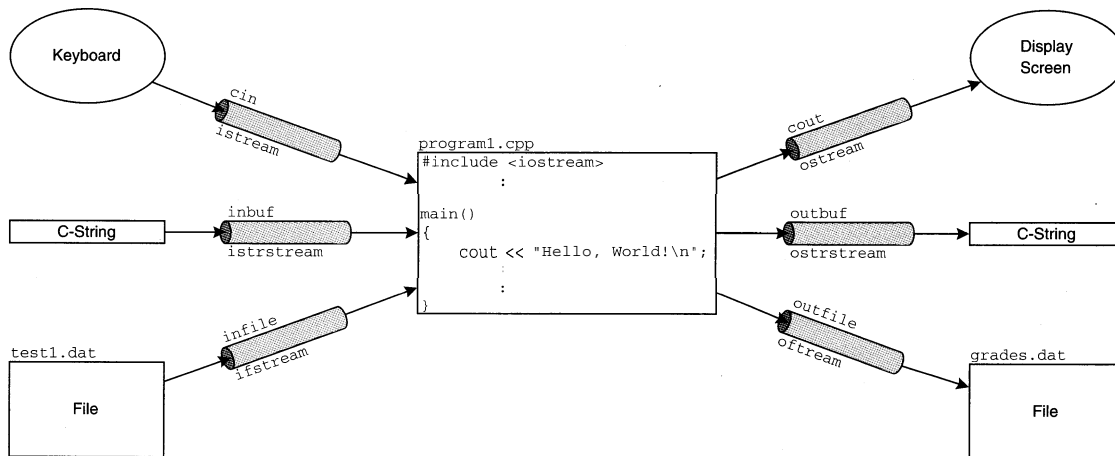 Keyboard
cin
istream
C-String
inbuf
istrstream
infile
ifstream
test1.dat
File
program1.cpp
#include <iostream>
:
main()
{
cout << "Hello, World!\n";
:
:
}
Display
Screen
cout
ostream
outbuf
ostrstream
C-String
outfile
oftream
grades.dat
File